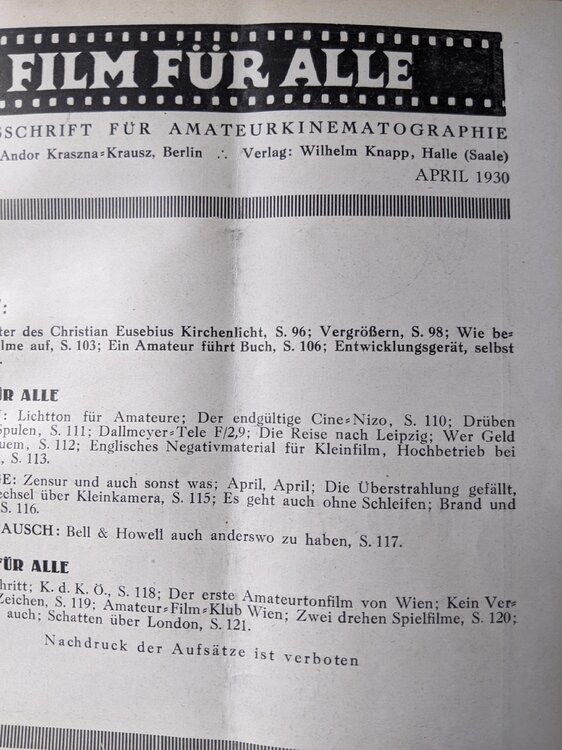 FILM FÜR ALLE
SSCHRIFT FÜR AMATEURKINEMATOGRAPHIE
Andor Kraszna-Krausz, Berlin ∴ Verlag: Wilhelm Knapp, Halle (Saale)
APRIL 1930
:
ter des Christian Eusebius Kirchenlicht, S. 96; Vergrößern, S. 98; Wie be-
lme auf, S. 103; Ein Amateur führt Buch, S. 106; Entwicklungsgerät, selbst
.
ÜR ALLE
: Lichtton für Amateure; Der endgültige Cine-Nizo, S. 110; Drüben
Spulen, S. 111; Dallmeyer-Tele F/2,9; Die Reise nach Leipzig; Wer Geld
uem, S. 112; Englisches Negativmaterial für Kleinfilm, Hochbetrieb bei
, S. 113.
GE: Zensur und auch sonst was; April, April; Die Überstrahlung gefällt,
echsel über Kleinkamera, S. 115; Es geht auch ohne Schleifen; Brand und
S. 116.
AUSCH: Bell & Howell auch anderswo zu haben, S. 117.
FÜR ALLE
hritt; K. d. K. Ö., S. 118; Der erste Amateurtonfilm von Wien; Kein Ver-
Zeichen, S. 119; Amateur-Film-Klub Wien; Zwei drehen Spielfilme, S. 120;
auch; Schatten über London, S. 121.
Nachdruck der Aufsätze ist verboten